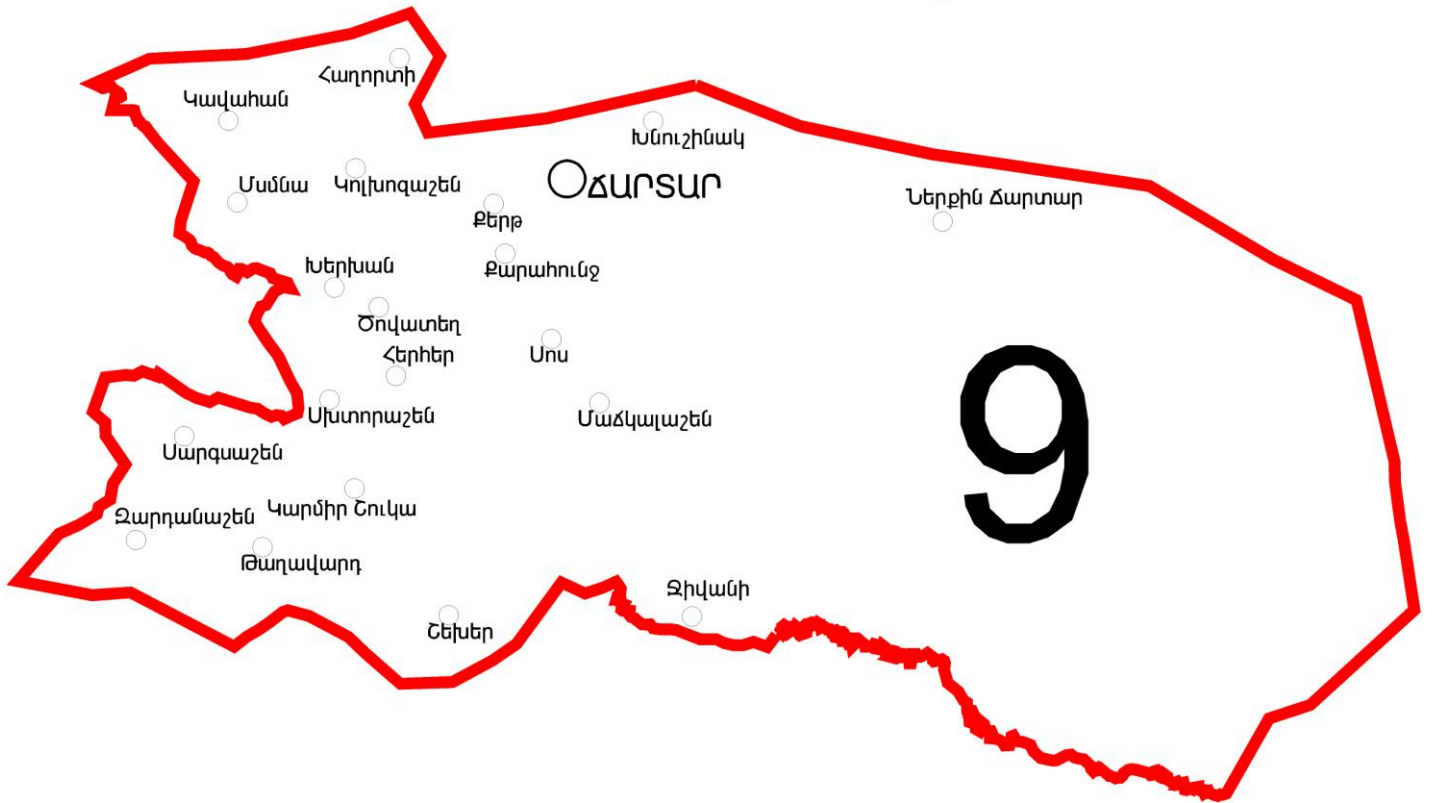 Հաղորտի
Կավահան
Խնուշինակ
Մսմնա
Կոլխոզաշեն
ՃԱՐՏԱՐ
Ներքին Ճարտար
Քերթ
Խերխան
Քարահունջ
Ծովատեղ
Հերհեր
Սոս
Սխտորաշեն
Մաճկալաշեն
9
Սարգսաշեն
Զարդանաշեն
Կարմիր Շուկա
Թաղավարդ
Ջիվանի
Շեխեր